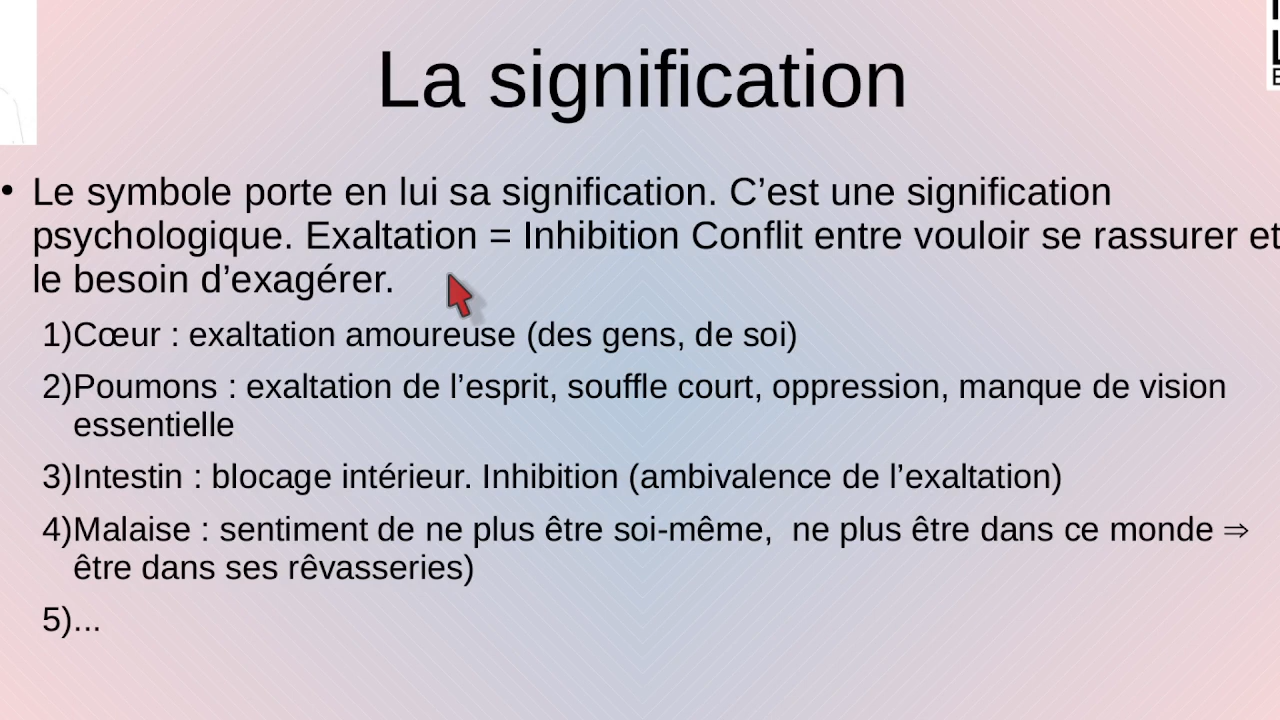 La signification
• Le symbole porte en lui sa signification. C’est une signification
psychologique. Exaltation = Inhibition Conflit entre vouloir se rassurer et
le besoin d’exagérer.
1)Cœur : exaltation amoureuse (des gens, de soi)
2)Poumons : exaltation de l’esprit, souffle court, oppression, manque de vision
essentielle
3)Intestin : blocage intérieur. Inhibition (ambivalence de l’exaltation)
4)Malaise : sentiment de ne plus être soi-même,  ne plus être dans ce monde ⇒
être dans ses rêvasseries)
5)...